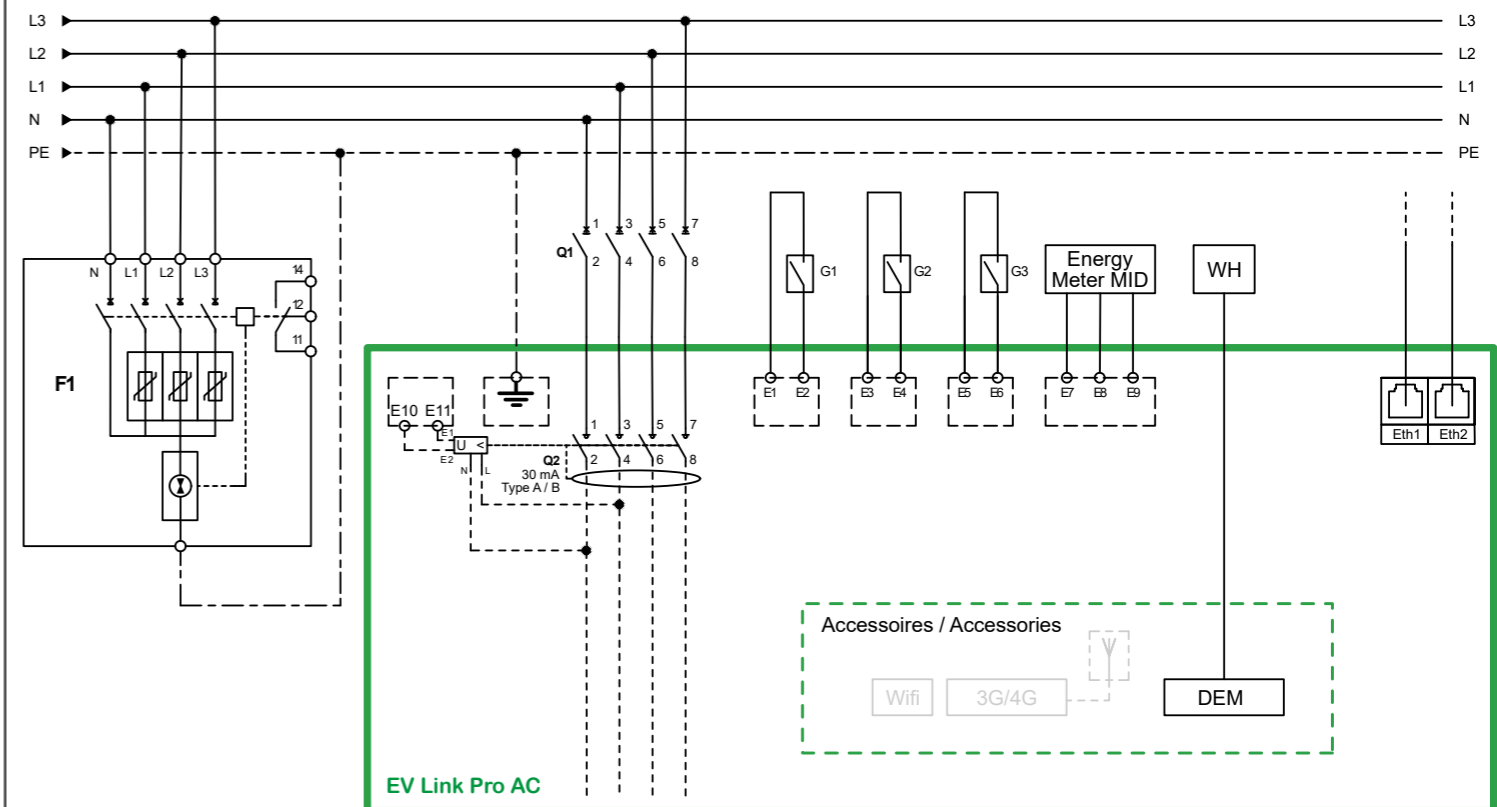 L3 L3
L2 L2
L1 L1
N N
PE PE
1 3 5 7
Q1
2 4 6 8
G1 G2 G3
Energy
Meter MID
WH
N L1 L2 L3 14
12
11
F1
E10 E11
E1 E2 E3 E4 E5 E6 E7 E8 E9
Eth1 Eth2
E1
U <
E2
N L
1 3 5 7
Q2
2 4 6 8
30 mA
Type A / B
Accessoires / Accessories
Wifi 3G/4G DEM
EV Link Pro AC